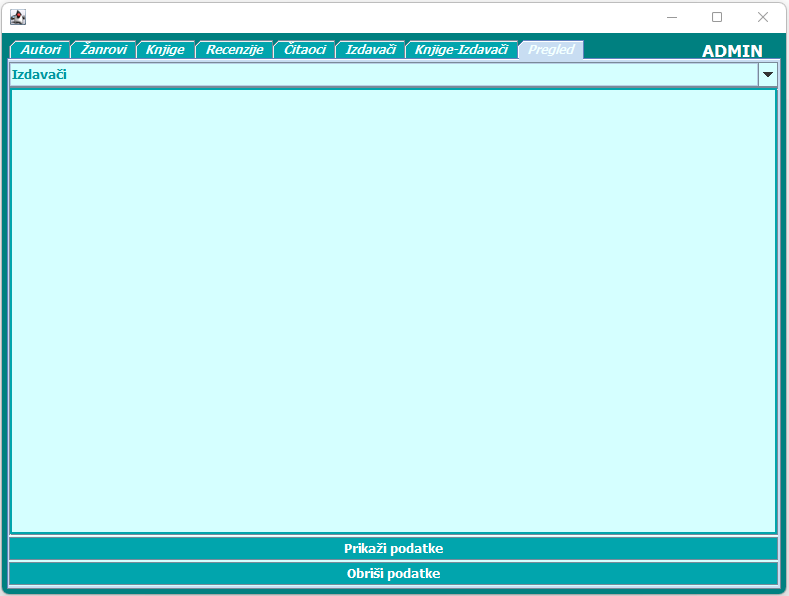 Autori Žanrovi Knjige Recenzije Čitaoci Izdavači Knjige-Izdavači Pregled ADMIN
Izdavači
Prikaži podatke
Obriši podatke